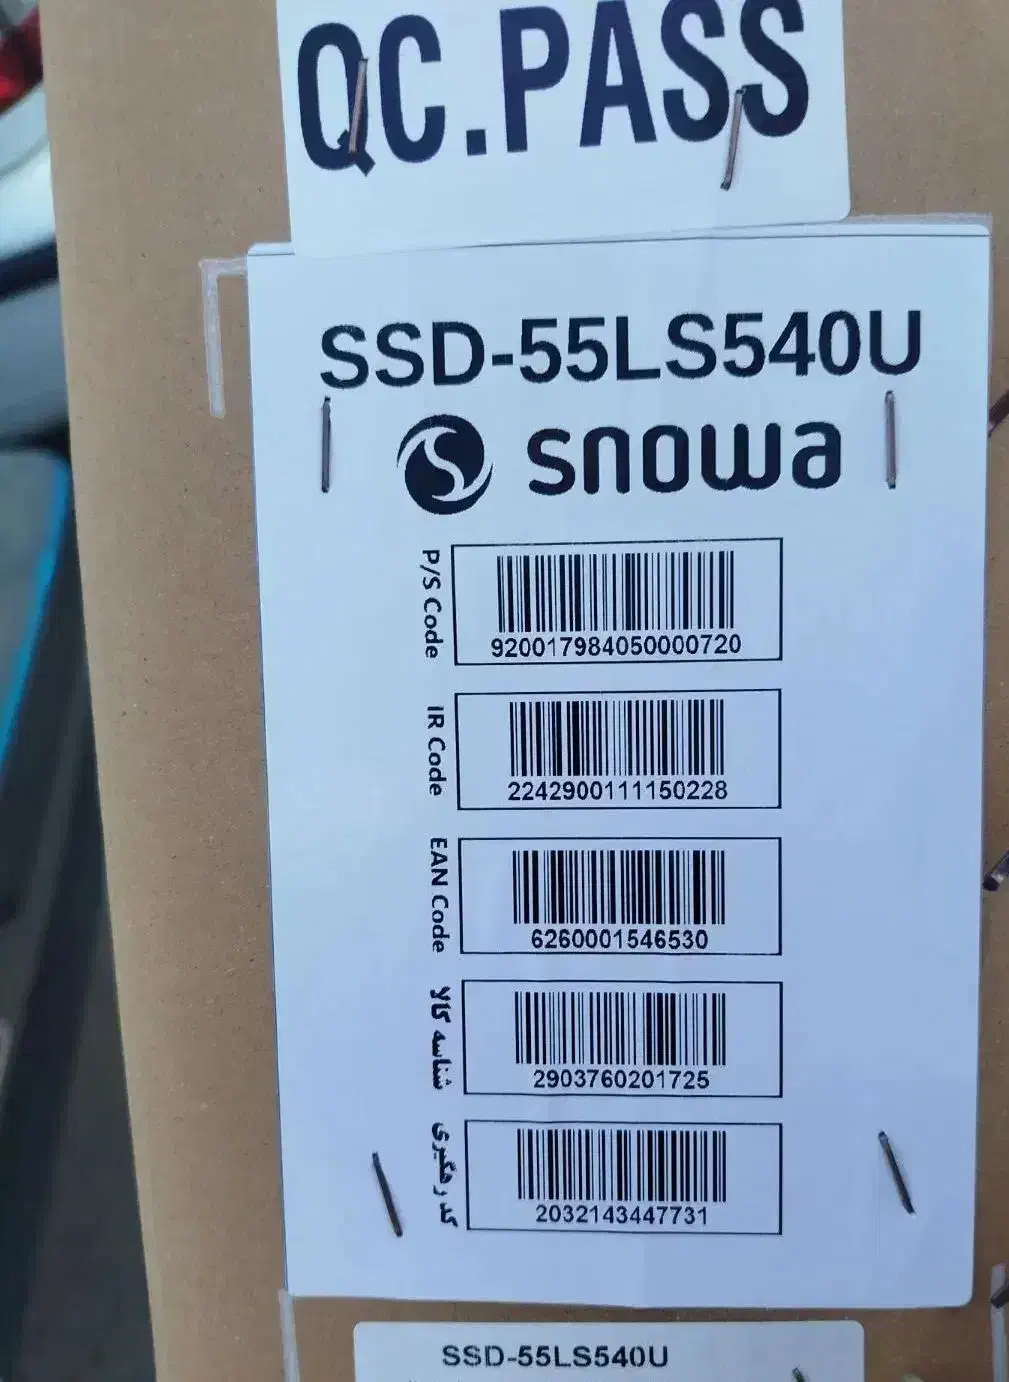 QC.PASS
SSD-55LS540U
snowa
P/S Code
920017984050000720
IR Code
2242900111150228
EAN Code
6260001546530
شناسه کالا
2903760201725
کد رهگیری
2032143447731
SSD-55LS540U